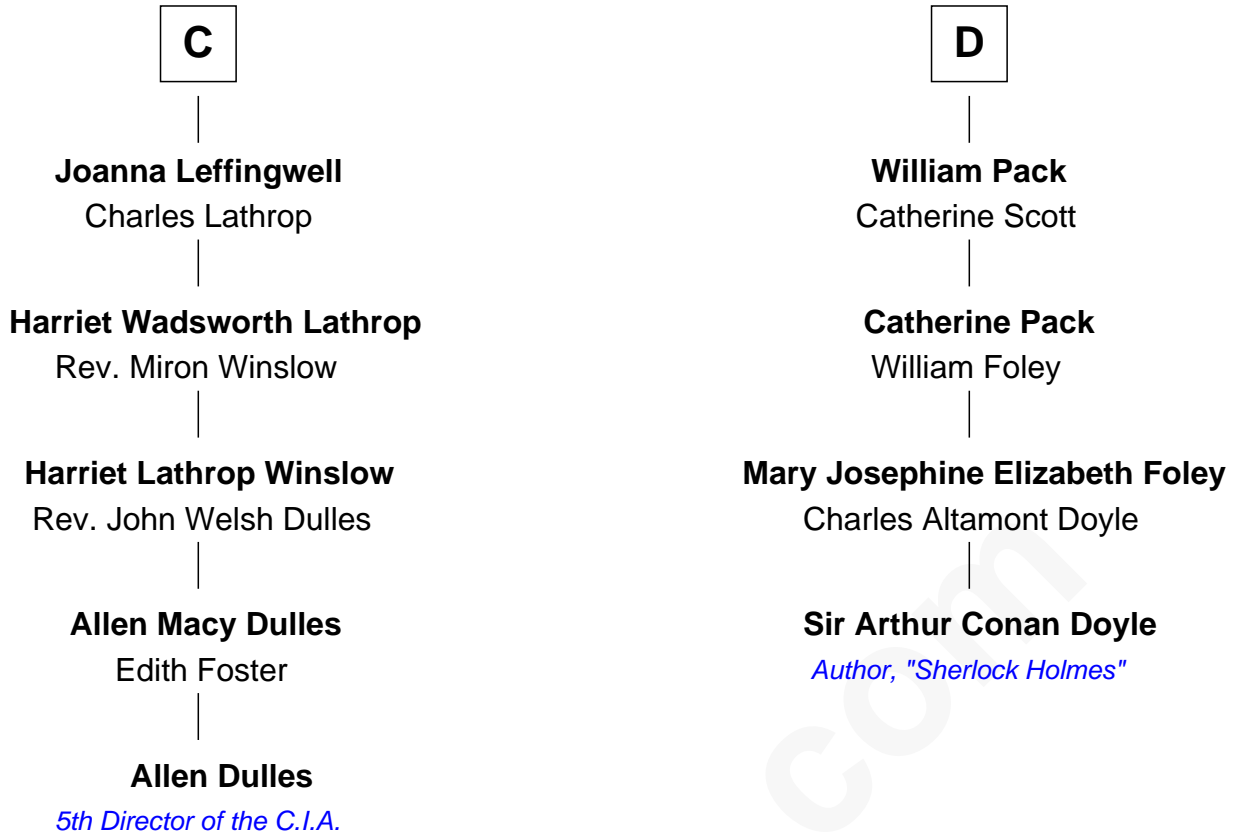 C
Joanna Leffingwell
Charles Lathrop
Harriet Wadsworth Lathrop
Rev. Miron Winslow
Harriet Lathrop Winslow
Rev. John Welsh Dulles
Allen Macy Dulles
Edith Foster
Allen Dulles
5th Director of the C.I.A.
D
William Pack
Catherine Scott
Catherine Pack
William Foley
Mary Josephine Elizabeth Foley
Charles Altamont Doyle
Sir Arthur Conan Doyle
Author, "Sherlock Holmes"
com